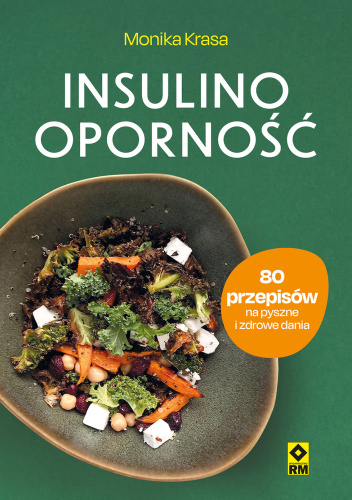 Monika Krasa
INSULINO
OPORNOŚĆ
80
przepisów
na pyszne
i zdrowe dania
RM